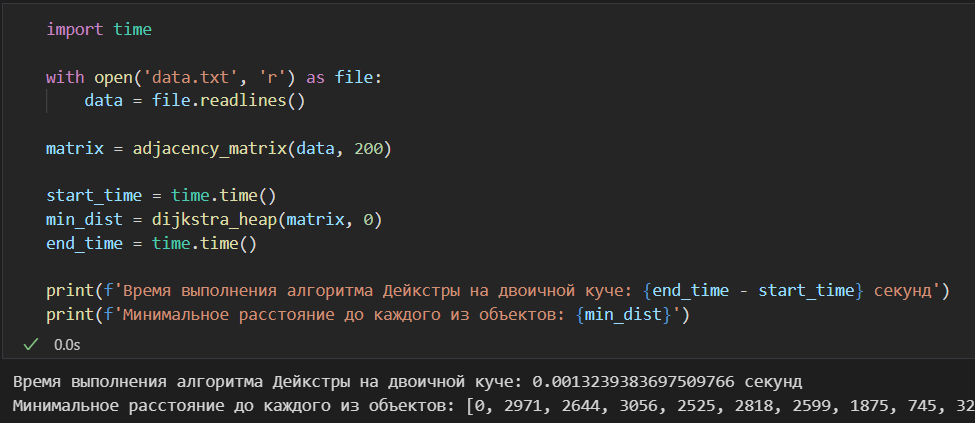 import time
with open('data.txt', 'r') as file:
data = file.readlines()
matrix = adjacency_matrix(data, 200)
start_time = time.time()
min_dist = dijkstra_heap(matrix, 0)
end_time = time.time()
print(f'Время выполнения алгоритма Дейкстры на двоичной куче: {end_time - start_time} секунд')
print(f'Минимальное расстояние до каждого из объектов: {min_dist}')
0.0s
Время выполнения алгоритма Дейкстры на двоичной куче: 0.0013239383697509766 секунд
Минимальное расстояние до каждого из объектов: [0, 2971, 2644, 3056, 2525, 2818, 2599, 1875, 745, 32